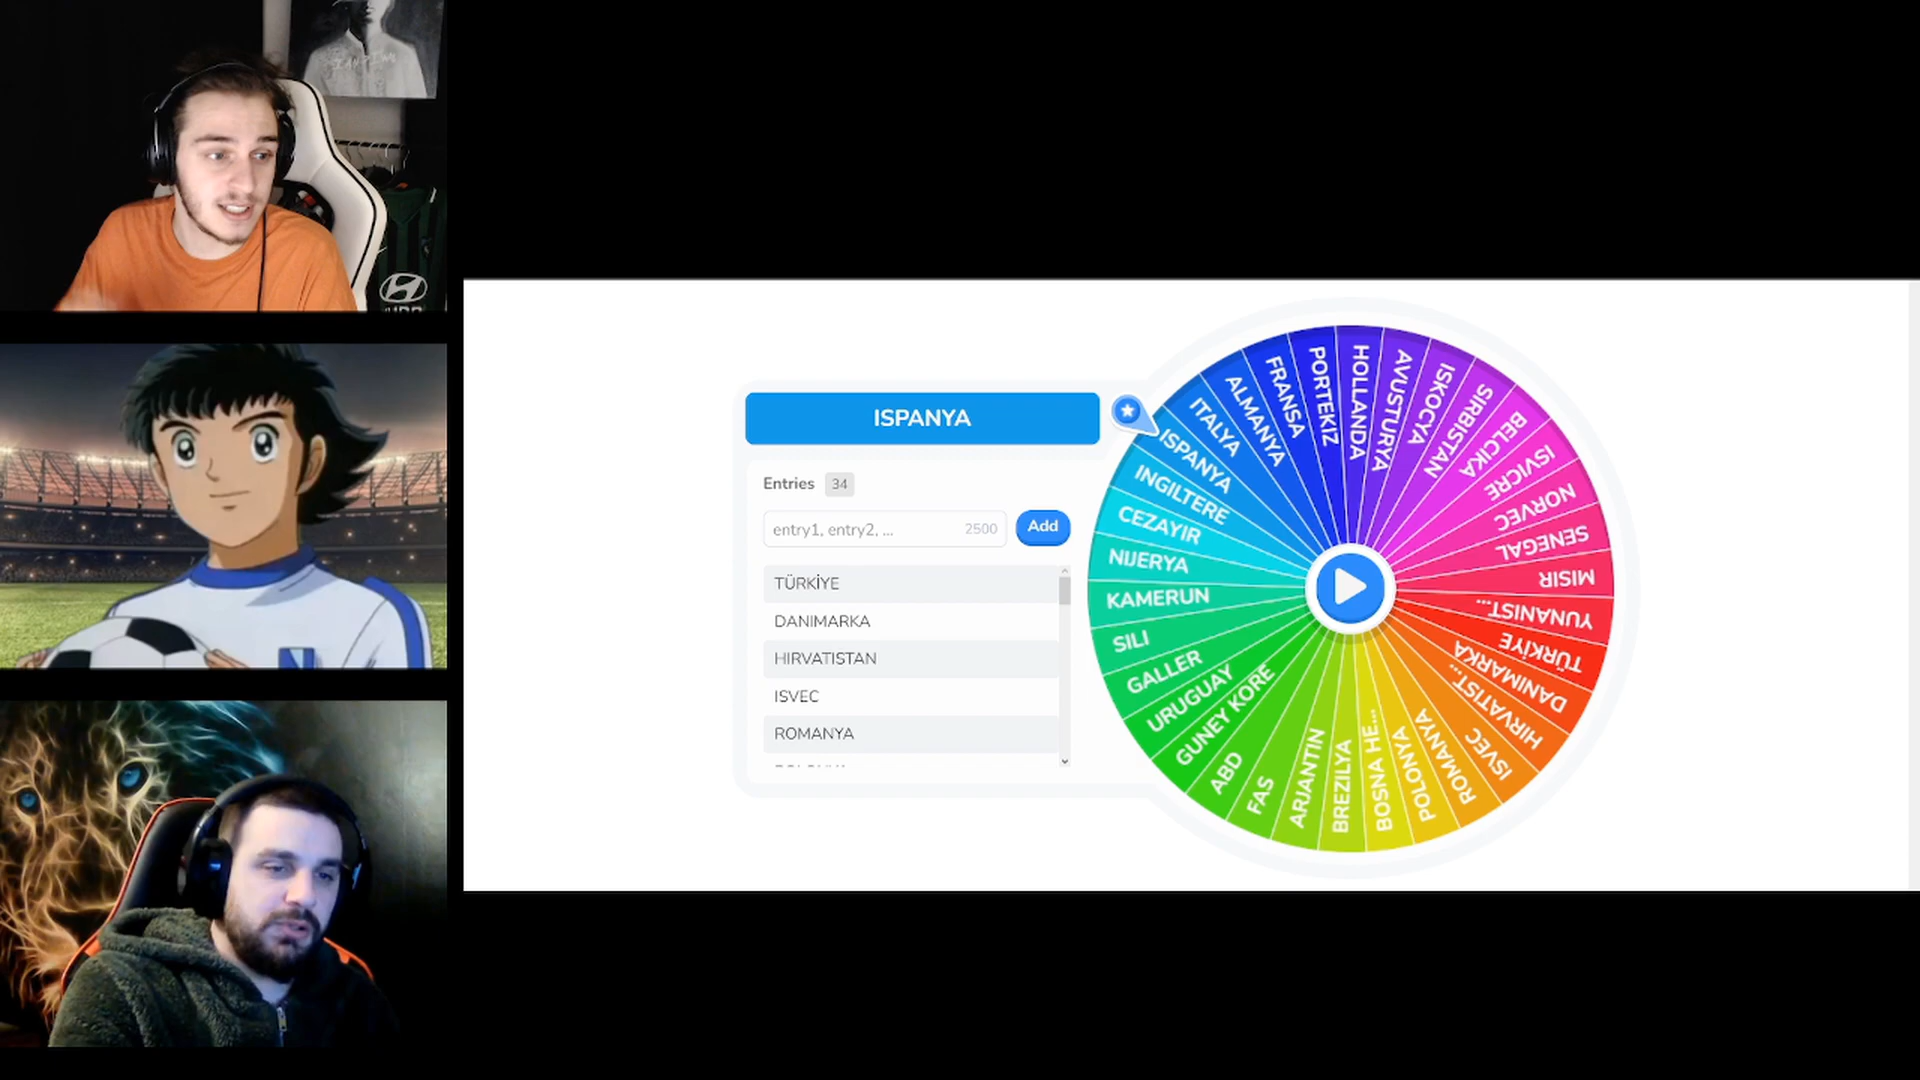 ISPANYA
Entries 34
entry1, entry2, ... 2500
Add
TÜRKİYE
DANIMARKA
HIRVATISTAN
ISVEC
ROMANYA
HOLLANDA
AVUSTURYA
ISKOCYA
SIRBISTAN
BELCIKA
ISVICRE
NORVEC
SENEGAL
MISIR
YUNANIST...
TÜRKİYE
DANIMARKA
HIRVATIST...
ISVEC
ROMANYA
POLONYA
BOSNA HE...
BREZILYA
ARJANTIN
FAS
ABD
GUNEY KORE
URUGUAY
GALLER
SILI
KAMERUN
NIJERYA
CEZAYIR
INGILTERE
ISPANYA
ITALYA
ALMANYA
FRANSA
PORTEKIZ